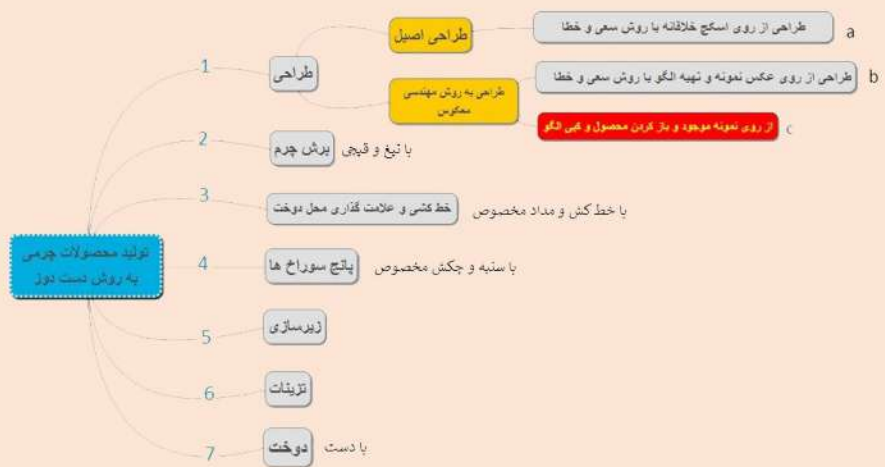 طراحی از روی اسکچ خلاقانه با روش سعی و خطا
a
طراحی اصیل
1
طراحی
طراحی از روی عکس نمونه و تهیه الگو با روش سعی و خطا
b
طراحی به روش مهندسی
معکوس
از روی نمونه موجود و باز کردن محصول و کپی الگو
c
2
برش چرم
با تیغ و قیچی
3
خط کشی و علامت گذاری محل دوخت
با خط کش و مداد مخصوص
تولید محصولات چرمی
به روش دست دوز
4
پانچ سوراخ ها
با سنبه و چکش مخصوص
5
زیرسازی
6
تزینات
7
دوخت
با دست